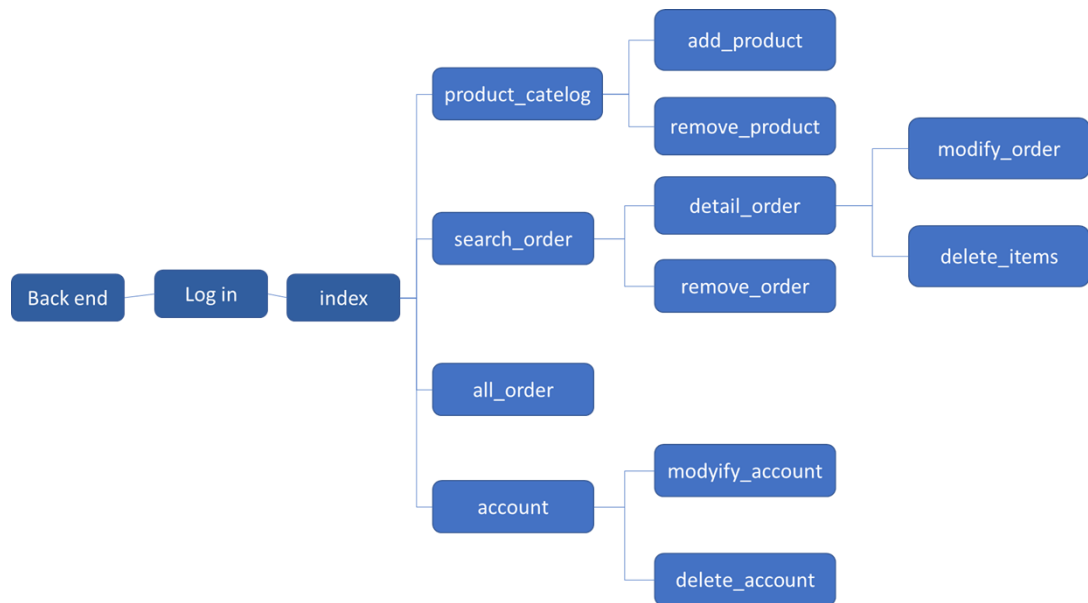 Back end
Log in
index
product_catelog
add_product
remove_product
search_order
detail_order
modify_order
delete_items
remove_order
all_order
account
modyify_account
delete_account